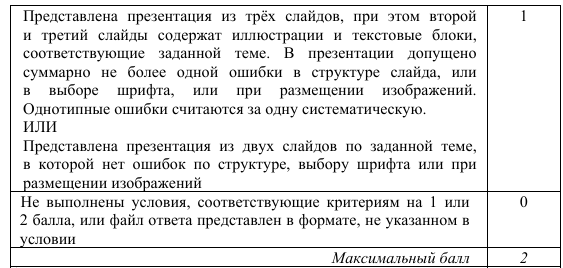 Представлена презентация из трёх слайдов, при этом второй
и третий слайды содержат иллюстрации и текстовые блоки,
соответствующие заданной теме. В презентации допущено
суммарно не более одной ошибки в структуре слайда, или
в выборе шрифта, или при размещении изображений.
Однотипные ошибки считаются за одну систематическую.
ИЛИ
Представлена презентация из двух слайдов по заданной теме,
в которой нет ошибок по структуре, выбору шрифта или при
размещении изображений
1
Не выполнены условия, соответствующие критериям на 1 или
2 балла, или файл ответа представлен в формате, не указанном в
условии
0
Максимальный балл
2